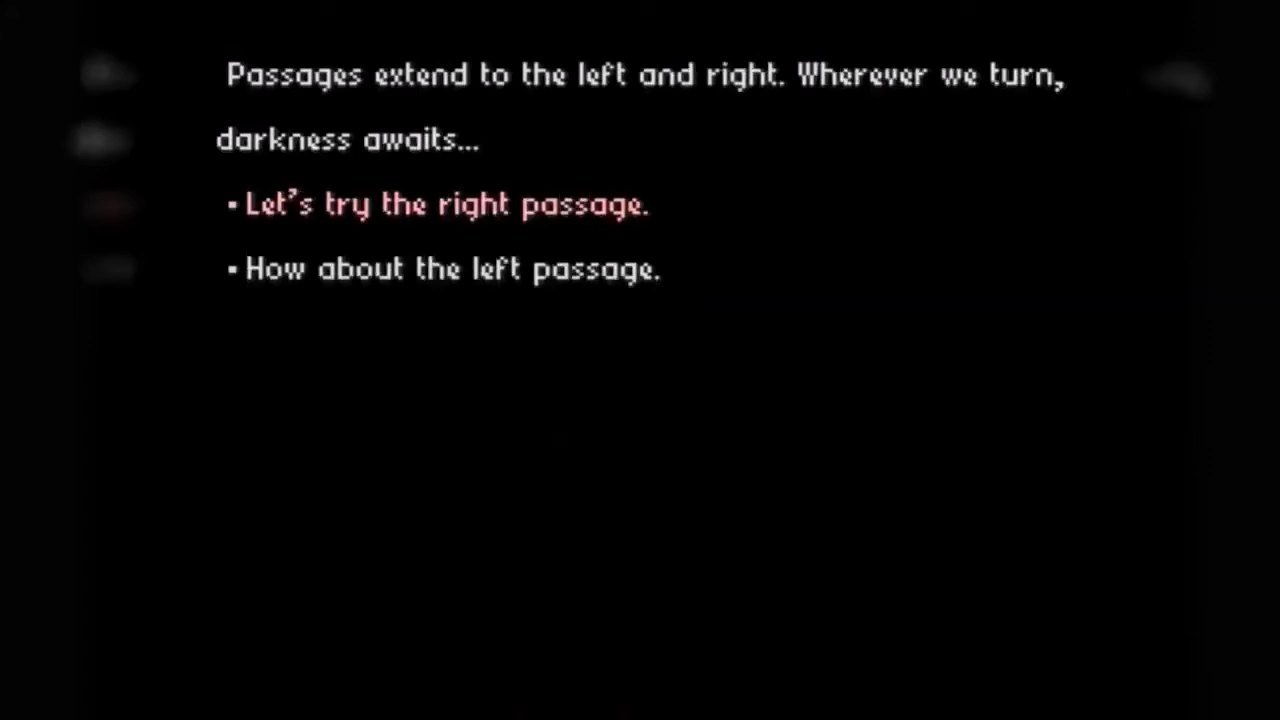 Passages extend to the left and right. Wherever we turn,
darkness awaits...
▪ Let's try the right passage.
▪ How about the left passage.